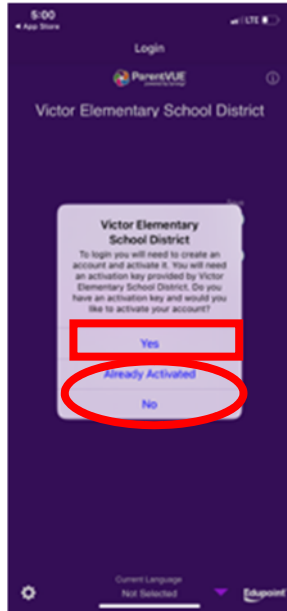 5:00
◀ App Store
LTE
Login
ParentVUE
Victor Elementary School District
Victor Elementary
School District
To login you will need to create an
account and activate it. You will need
an activation key provided by Victor
Elementary School District. Do you
have an activation key and would you
like to activate your account?
Yes
Already Activated
No
Current Language
Not Selected
Edupoint